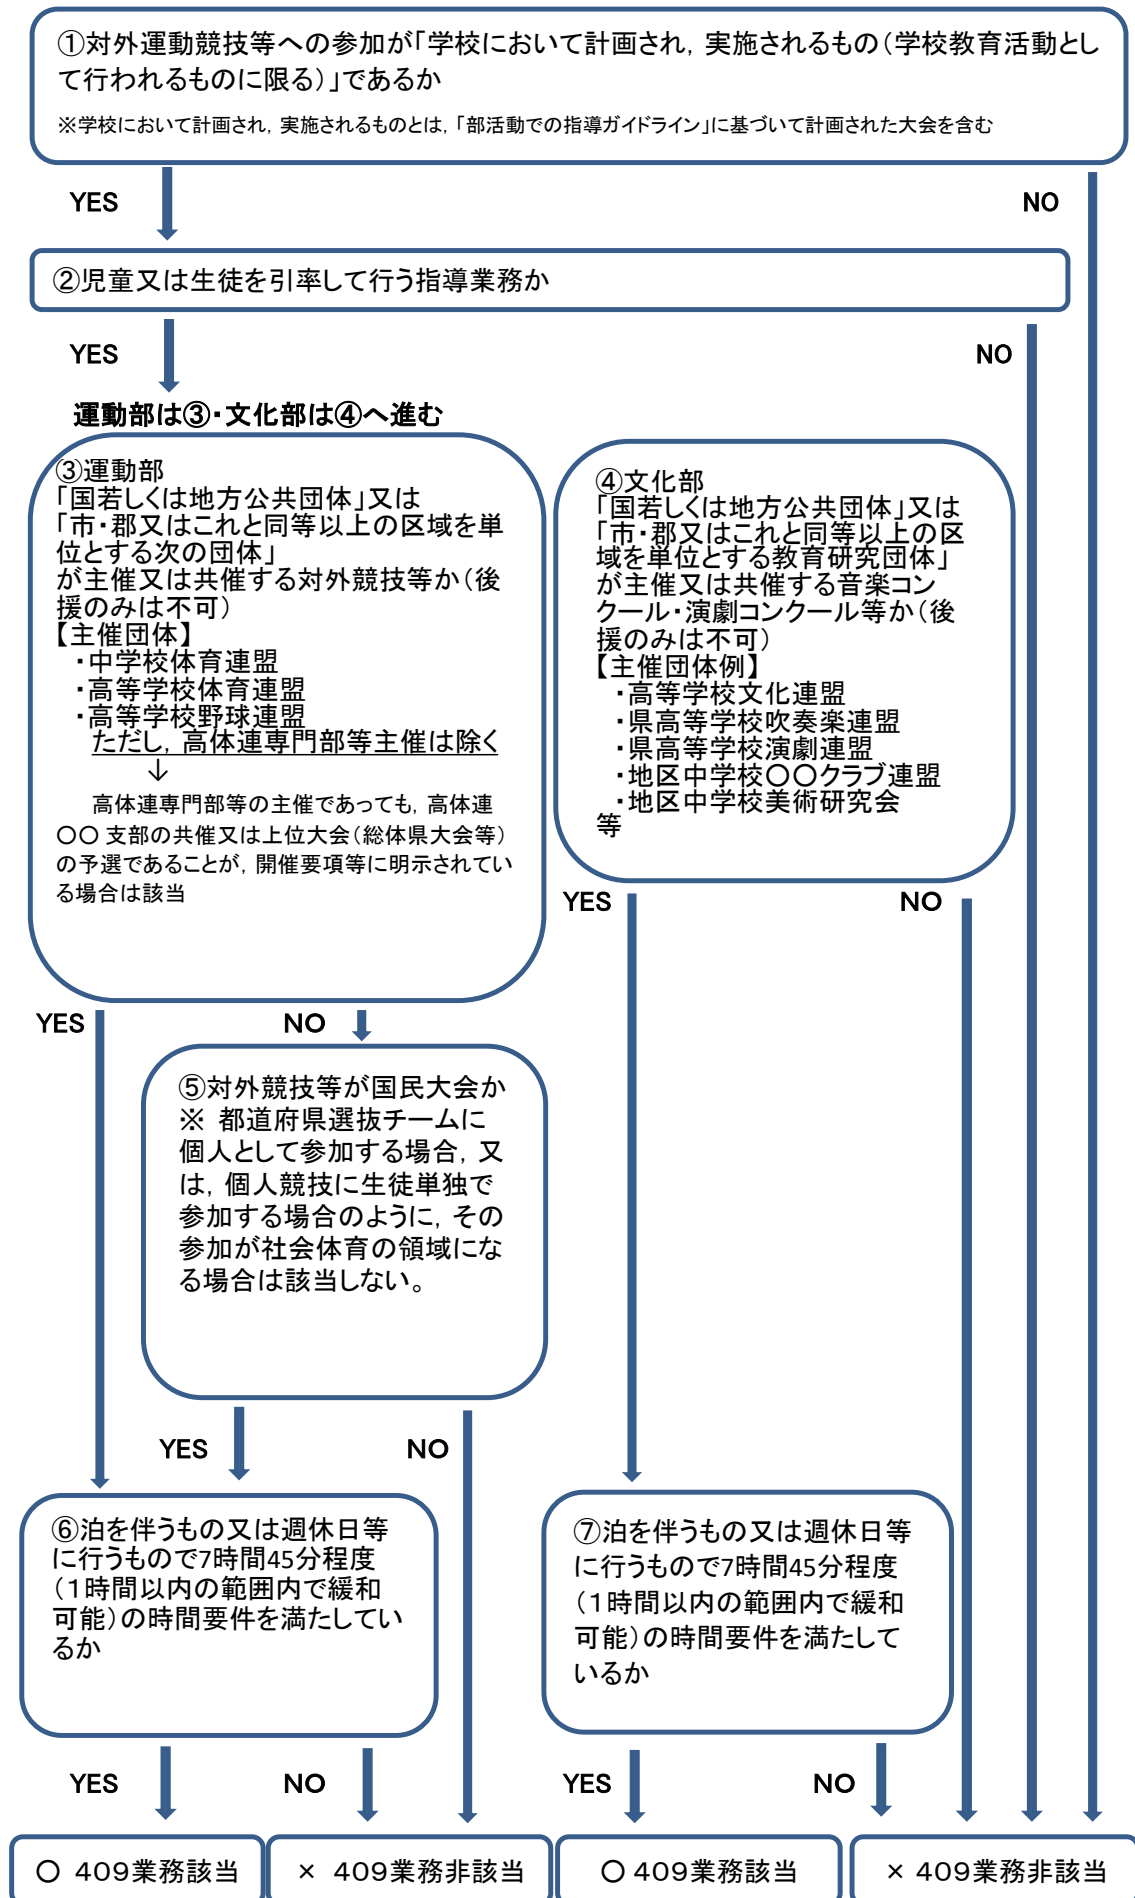 ①対外運動競技等への参加が「学校において計画され，実施されるもの（学校教育活動とし
て行われるものに限る）」であるか
※学校において計画され，実施されるものとは，「部活動での指導ガイドライン」に基づいて計画された大会を含む
YES
NO
②児童又は生徒を引率して行う指導業務か
YES
NO
運動部は③・文化部は④へ進む
③運動部
「国若しくは地方公共団体」又は
「市・郡又はこれと同等以上の区域を単
位とする次の団体」
が主催又は共催する対外競技等か（後
援のみは不可）
【主催団体】
・中学校体育連盟
・高等学校体育連盟
・高等学校野球連盟
ただし，高体連専門部等主催は除く
↓
高体連専門部等の主催であっても，高体連
〇〇 支部の共催又は上位大会（総体県大会等）
の予選であることが，開催要項等に明示されてい
る場合は該当
④文化部
「国若しくは地方公共団体」又は
「市・郡又はこれと同等以上の区
域を単位とする教育研究団体」
が主催又は共催する音楽コン
クール・演劇コンクール等か（後
援のみは不可）
【主催団体例】
・高等学校文化連盟
・県高等学校吹奏楽連盟
・県高等学校演劇連盟
・地区中学校〇〇クラブ連盟
・地区中学校美術研究会
等
YES
NO
YES
NO
⑤対外競技等が国民大会か
※ 都道府県選抜チームに
個人として参加する場合，又
は，個人競技に生徒単独で
参加する場合のように，その
参加が社会体育の領域にな
る場合は該当しない。
YES
NO
⑥泊を伴うもの又は週休日等
に行うもので7時間45分程度
（１時間以内の範囲内で緩和
可能）の時間要件を満たしてい
るか
⑦泊を伴うもの又は週休日等
に行うもので7時間45分程度
（１時間以内の範囲内で緩和
可能）の時間要件を満たして
いるか
YES
NO
YES
NO
〇 409業務該当
× 409業務非該当
〇 409業務該当
× 409業務非該当